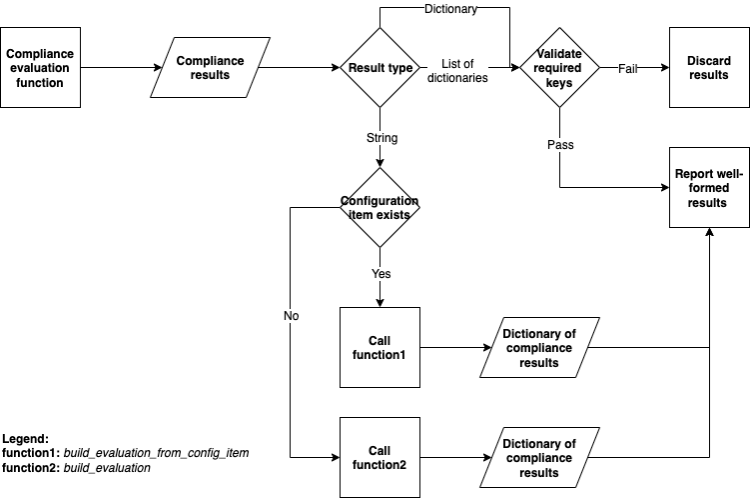 Dictionary
Compliance
evaluation
function
Compliance
results
Result type
List of
dictionaries
Validate
required
keys
Fail
Discard
results
String
Pass
Configuration
item exists
Report well-
formed
results
Yes
No
Call
function1
Dictionary of
compliance
results
Call
function2
Dictionary of
compliance
results
Legend:
function1: build_evaluation_from_config_item
function2: build_evaluation